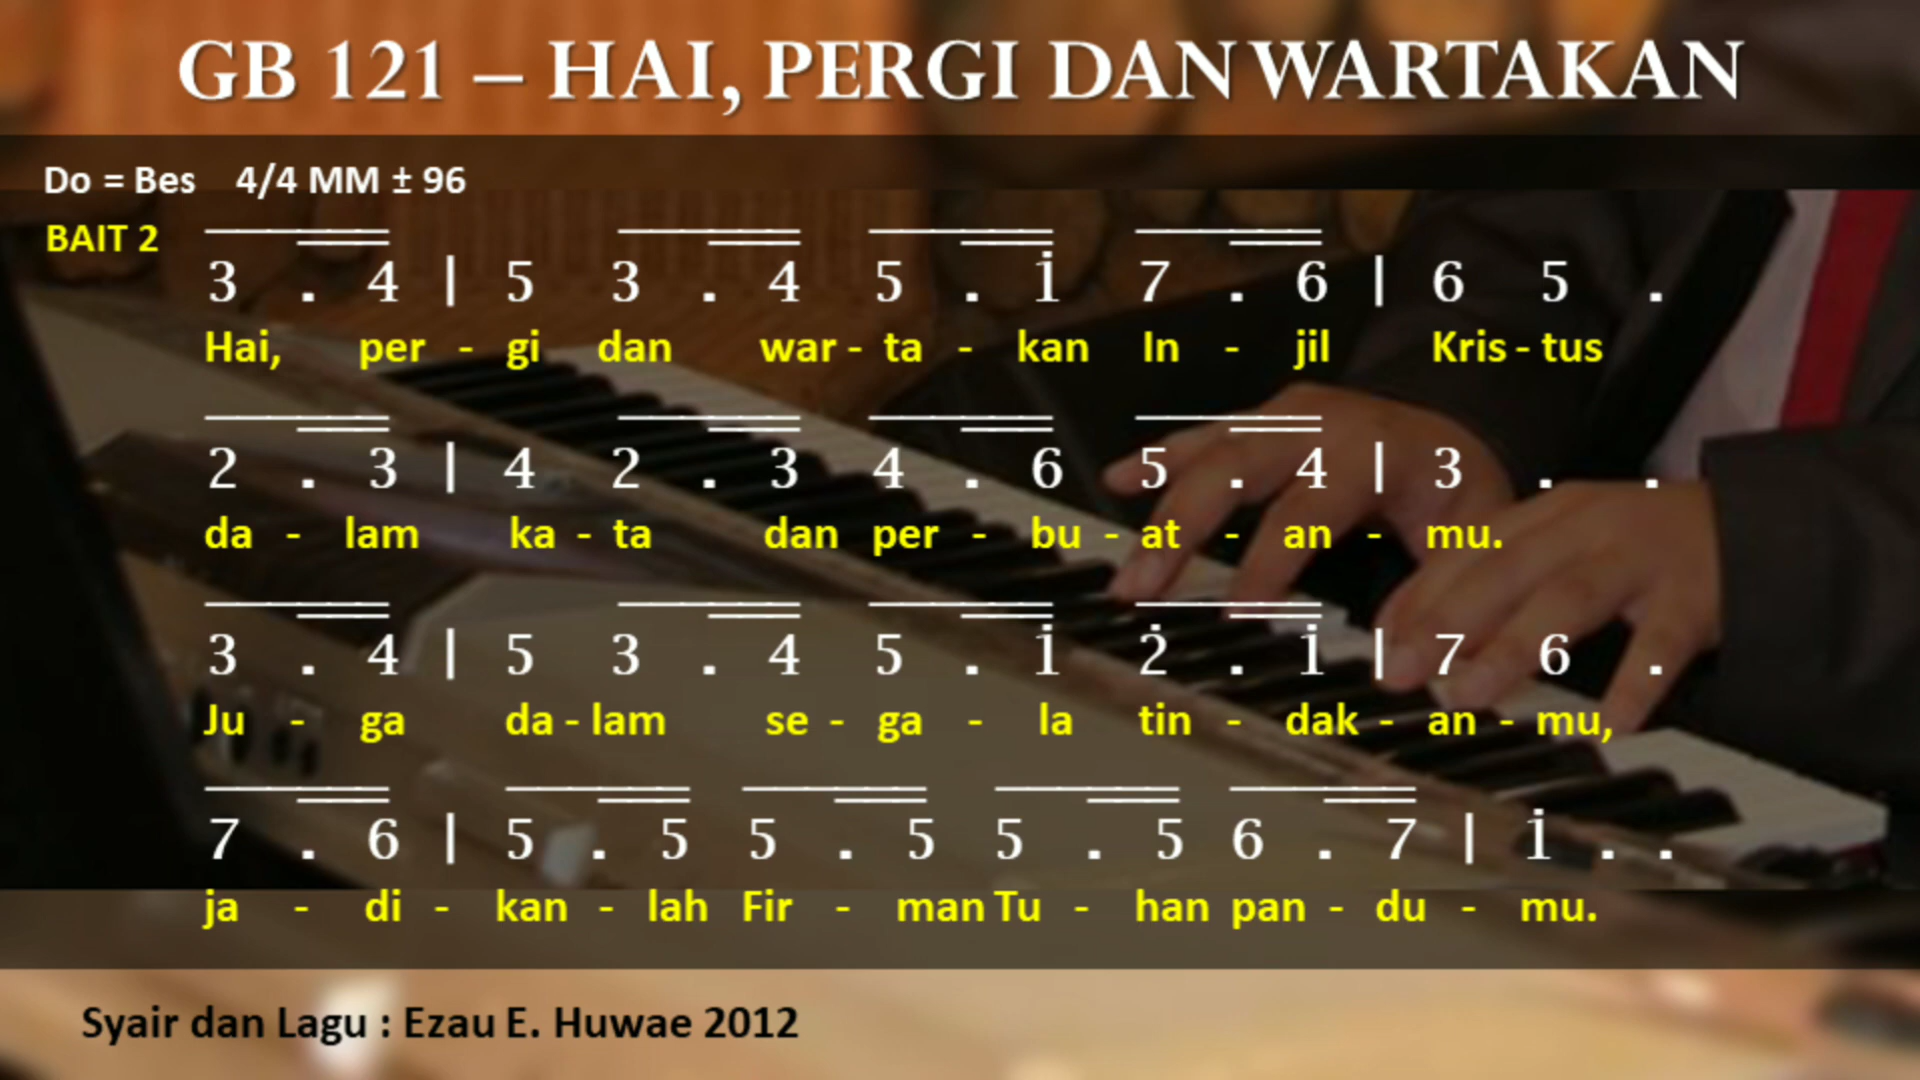 GB 121 – HAI, PERGI DAN WARTAKAN
Do = Bes 4/4 MM ± 96
BAIT 2
3 . 4 | 5 3 . 4 5 . i̇ 7 . 6 | 6 5 .
Hai, per - gi dan war - ta - kan In - jil Kris - tus
2 . 3 | 4 2 . 3 4 . 6 5 . 4 | 3 . .
da - lam ka - ta dan per - bu - at - an - mu.
3 . 4 | 5 3 . 4 5 . 1̇ 2̇ . 1̇ | 7 6 .
Ju - ga da - lam se - ga - la tin - dak - an - mu,
7 . 6 | 5 . 5 5 . 5 5 . 5 6 . 7 | 1̇ . .
ja - di - kan - lah Fir - man Tu - han pan - du - mu.
Syair dan Lagu : Ezau E. Huwae 2012